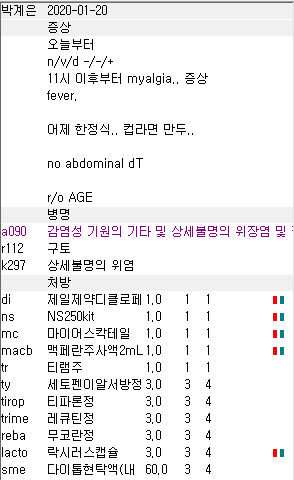 박계은 2020-01-20
증상
오늘부터
n/v/d -/-/+
11시 이후부터 myalgia.. 증상
fever.
어제 한정식.. 컵라면 만두..
no abdominal dT
r/o AGE
병명
a090 감염성 기원의 기타 및 상세불명의 위장염 및
r112 구토
k297 상세불명의 위염
처방
di 제일제약디클로페 1.0 1 1
ns NS250kit 1.0 1 1
mc 마이어스칵테일 1.0 1 1
macb 맥페란주사액2mL 1.0 1 1
tr 티램주 1.0 1 1
ty 세토펜이알서방정 3.0 3 4
tirop 티파론정 3.0 3 4
trime 레큐틴정 3.0 3 4
reba 무코란정 3.0 3 4
lacto 락시러스캡슐 3.0 3 4
sme 다이톱현탁액(내 60.0 3 4